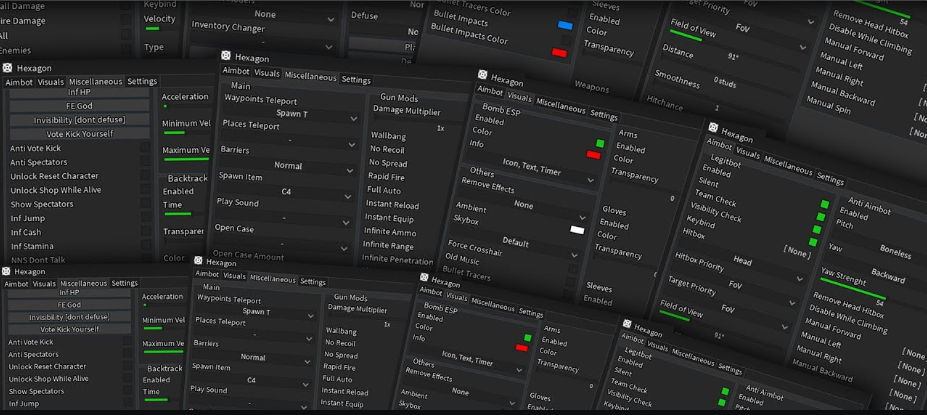 all Damage
ire Damage
All
Enemies
Keybind
Velocity
Type
None
Inventory Changer
Defuse
Bullet Tracers Color
Bullet Impacts
Bullet Impacts Color
Sleeves
Enabled
Color
Transparency
Weapons
Target Priority
FoV
Field of View
91°
Distance
0studs
Smoothness
1
Hitchance
54
Remove Head Hitbox
Disable While Climbing
Manual Forward
Manual Left
Manual Right
Manual Backward
Manual Spin
Hexagon
Aimbot Visuals Miscellaneous Settings
Inf HP
FE God
Invisibility [dont defuse]
Vote Kick Yourself
Anti Vote Kick
Anti Spectators
Unlock Reset Character
Unlock Shop While Alive
Show Spectators
Inf Jump
Inf Cash
Inf Stamina
NNS Dont Talk
Acceleration
Minimum Vel
Maximum Ve
Backtrack
Enabled
Time
Transparen
Hexagon
Aimbot Visuals Miscellaneous Settings
Main
Waypoints Teleport
Spawn T
Places Teleport
-
Barriers
Normal
Spawn Item
C4
Play Sound
-
Open Case
-
Open Case Amount
Gun Mods
Damage Multiplier
1x
Wallbang
No Recoil
No Spread
Rapid Fire
Full Auto
Instant Reload
Instant Equip
Infinite Ammo
Infinite Range
Infinite Penetration
Hexagon
Aimbot Visuals Miscellaneous Settings
Bomb ESP
Enabled
Color
Info
Icon, Text, Timer
Others
Remove Effects
None
Ambient
Skybox
Default
Force Crosshair
Old Music
Bullet Tracers
Arms
Enabled
Color
Transparency
0
Gloves
Enabled
Color
Transparency
Sleeves
Enabled
Hexagon
Aimbot Visuals Miscellaneous Settings
Legitbot
Enabled
Silent
Team Check
Visibility Check
Keybind
[None]
Hitbox
Head
Hitbox Priority
FoV
Target Priority
FoV
Field of View
91°
Anti Aimbot
Enabled
Pitch
Boneless
Yaw
Backward
Yaw Strenght
54
Remove Head Hitbox
Disable While Climbing
Manual Forward
Manual Left
Manual Right
Manual Backward
Hexagon
Aimbot Visuals Miscellaneous Settings
Inf HP
FE God
Invisibility [dont defuse]
Vote Kick Yourself
Anti Vote Kick
Anti Spectators
Unlock Reset Character
Unlock Shop While Alive
Show Spectators
Inf Jump
Acceleration
Minimum Vel
Maximum Ve
Backtrack
Enabled
Time
Hexagon
Aimbot Visuals Miscellaneous Settings
Main
Waypoints Teleport
Spawn T
Places Teleport
-
Barriers
Normal
Spawn Item
C4
Play Sound
Gun Mods
Damage Multiplier
1x
Wallbang
No Recoil
No Spread
Rapid Fire
Full Auto
Instant Reload
Instant Equip
Hexagon
Aimbot Visuals Miscellaneous Settings
Bomb ESP
Enabled
Color
Info
Icon, Text, Timer
Others
Remove Effects
None
Ambient
Skybox
Arms
Enabled
Color
Transparency
0
Gloves
Enabled
Color
Hexagon
Aimbot Visuals Miscellaneous Settings
Legitbot
Enabled
Silent
Team Check
Visibility Check
Keybind
Anti Aimbot
Enabled
Pitch